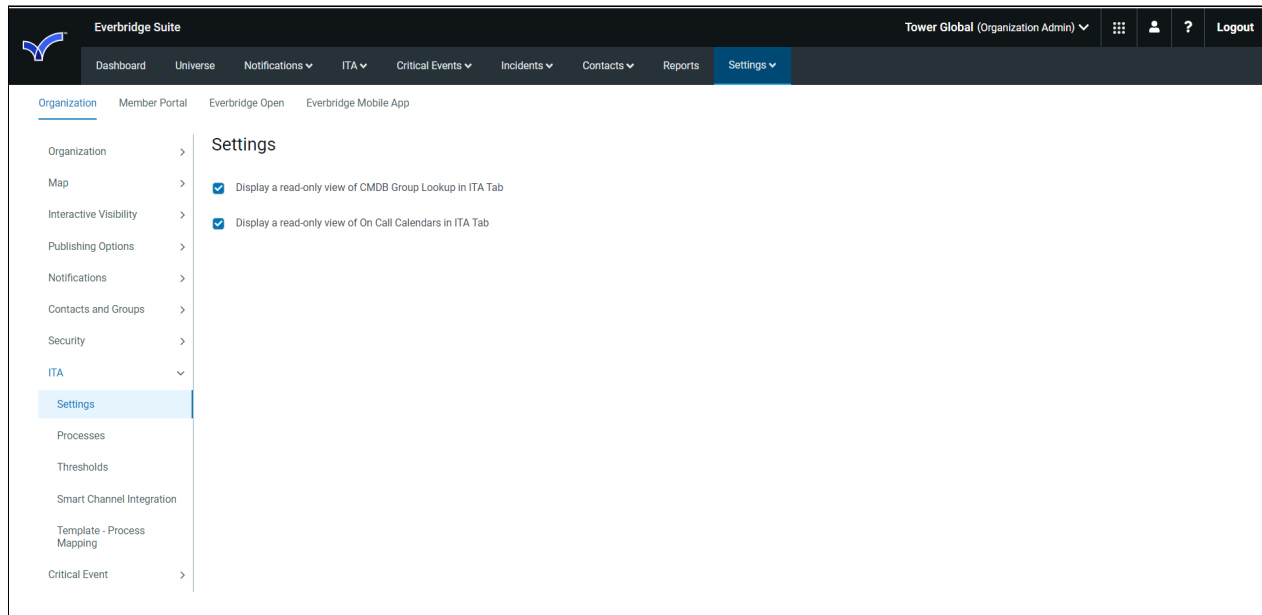 Everbridge Suite
Tower Global (Organization Admin)
?
Logout
Dashboard Universe Notifications ITA Critical Events Incidents Contacts Reports Settings
Organization Member Portal Everbridge Open Everbridge Mobile App
Settings
Organization
Map
Interactive Visibility
Publishing Options
Notifications
Contacts and Groups
Security
ITA
Settings
Processes
Thresholds
Smart Channel Integration
Template - Process
Mapping
Critical Event
Display a read-only view of CMDB Group Lookup in ITA Tab
Display a read-only view of On Call Calendars in ITA Tab